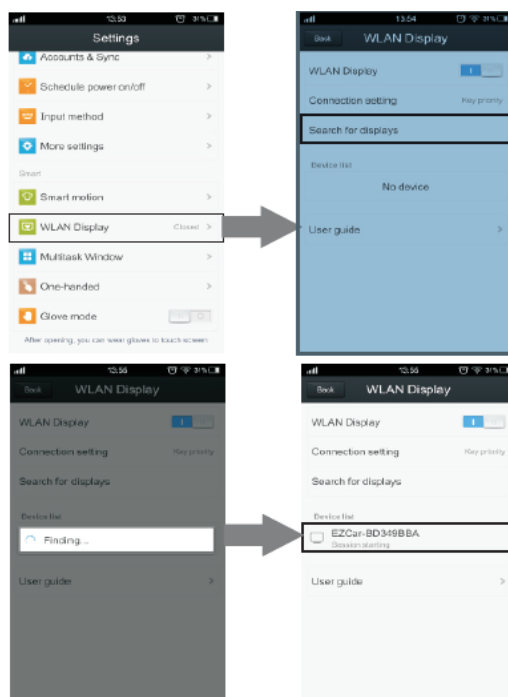 13:53
31%
Settings
Accounts & Sync
Schedule power on/off
Input method
More settings
Smart
Smart motion
WLAN Display Closed
Multitask Window
One-handed
Glove mode
After opening, you can wear gloves to touch screen
13:54
31%
Back WLAN Display
WLAN Display
Connection setting Key priority
Search for displays
Device list
No device
User guide
13:55
31%
Back WLAN Display
WLAN Display
Connection setting Key priority
Search for displays
Device list
Finding...
User guide
13:55
31%
Back WLAN Display
WLAN Display
Connection setting Key priority
Search for displays
Device list
EZCar-BD349BBA
Session starting
User guide